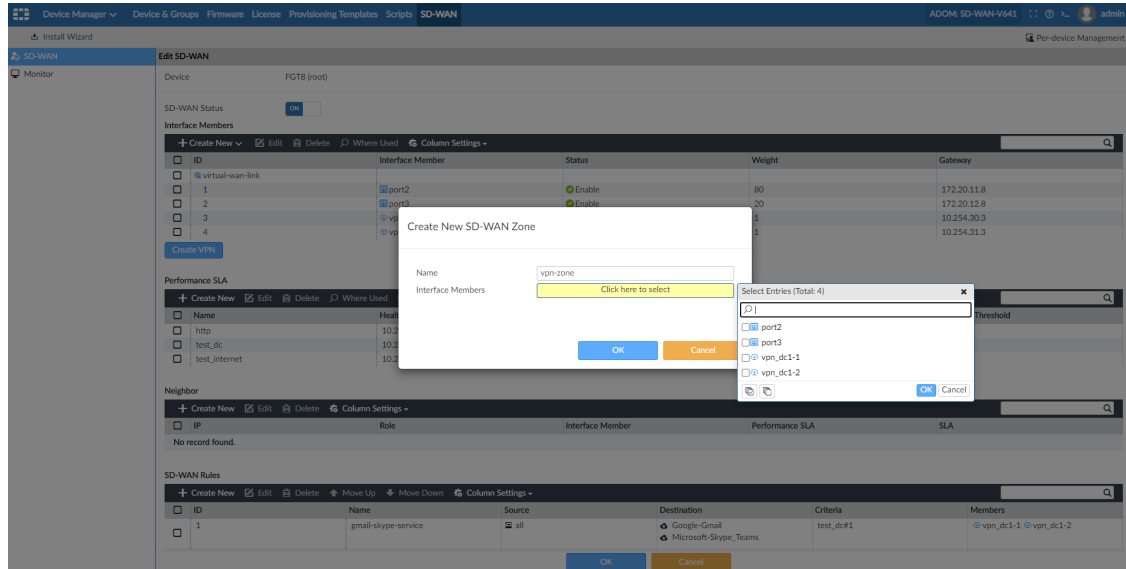 Device Manager Device & Groups Firmware License Provisioning Templates Scripts SD-WAN ADOM: SD-WAN-V641 admin
Install Wizard Per-device Management
SD-WAN Edit SD-WAN
Monitor Device FGT8 (root)
SD-WAN Status ON
Interface Members
+ Create New Edit Delete Where Used Column Settings
ID Interface Member Status Weight Gateway
virtual-wan-link
1 port2 Enable 80 172.20.11.8
2 port3 Enable 20 172.20.12.8
3 vp 1 10.254.30.3
4 vp 1 10.254.31.3
Create VPN
Create New SD-WAN Zone
Name vpn-zone
Interface Members Click here to select
OK Cancel
Select Entries (Total: 4)
port2
port3
vpn_dc1-1
vpn_dc1-2
OK Cancel
Performance SLA
+ Create New Edit Delete Where Used
Name Heal Threshold
http 10.2
test_dc 10.2
test_internet 10.2
Neighbor
+ Create New Edit Delete Column Settings
IP Role Interface Member Performance SLA SLA
No record found.
SD-WAN Rules
+ Create New Edit Delete Move Up Move Down Column Settings
ID Name Source Destination Criteria Members
1 gmail-skype-service all Google-Gmail test_dc#1 vpn_dc1-1 vpn_dc1-2
Microsoft-Skype_Teams
OK Cancel